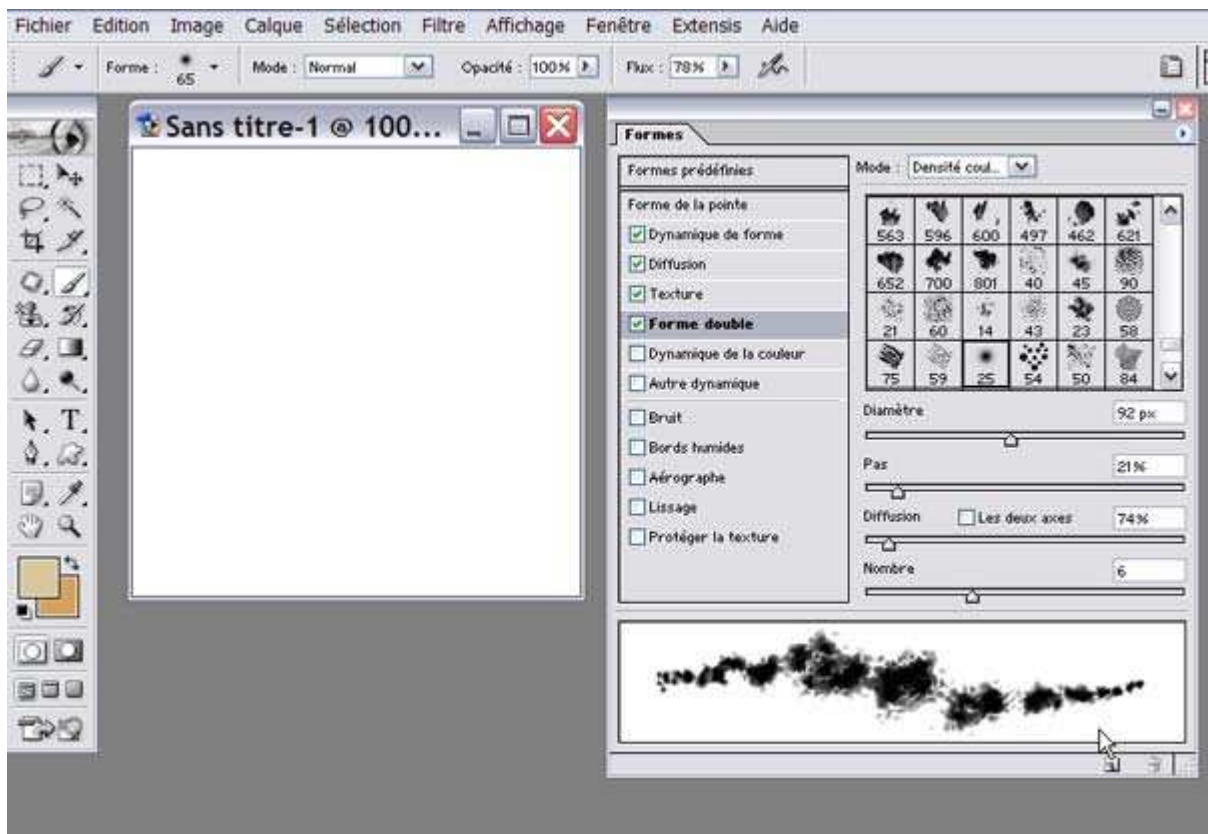 Fichier Edition Image Calque Sélection Filtre Affichage Fenêtre Extensis Aide
Forme : 65 Mode : Normal Opacité : 100% Flux : 78%
Sans titre-1 @ 100...
Formes
Formes prédéfinies
Forme de la pointe
Dynamique de forme
Diffusion
Texture
Forme double
Dynamique de la couleur
Autre dynamique
Bruit
Bords humides
Aérographe
Lissage
Protéger la texture
Mode : Densité coul...
563 596 600 497 462 621
652 700 801 40 45 90
21 60 14 43 23 58
75 59 25 54 50 84
Diamètre 92 px
Pas 21%
Diffusion Les deux axes 74%
Nombre 6
T